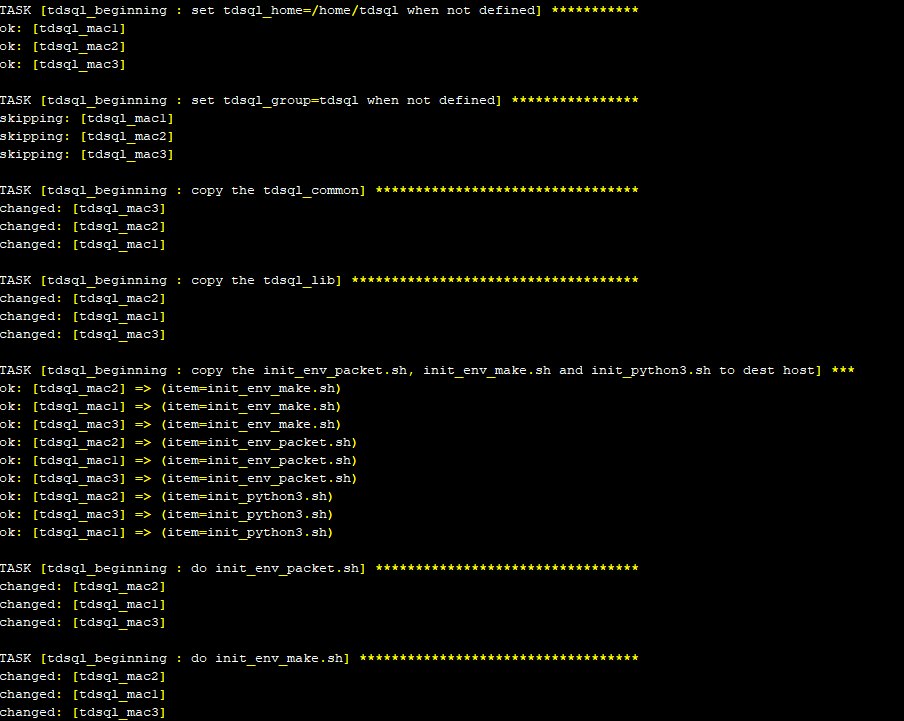 TASK [tdsql_beginning : set tdsql_home=/home/tdsql when not defined] ***********
ok: [tdsql_mac1]
ok: [tdsql_mac2]
ok: [tdsql_mac3]
TASK [tdsql_beginning : set tdsql_group=tdsql when not defined] ****************
skipping: [tdsql_mac1]
skipping: [tdsql_mac2]
skipping: [tdsql_mac3]
TASK [tdsql_beginning : copy the tdsql_common] *********************************
changed: [tdsql_mac3]
changed: [tdsql_mac2]
changed: [tdsql_mac1]
TASK [tdsql_beginning : copy the tdsql_lib] ************************************
changed: [tdsql_mac2]
changed: [tdsql_mac1]
changed: [tdsql_mac3]
TASK [tdsql_beginning : copy the init_env_packet.sh, init_env_make.sh and init_python3.sh to dest host] ***
ok: [tdsql_mac2] => (item=init_env_make.sh)
ok: [tdsql_mac1] => (item=init_env_make.sh)
ok: [tdsql_mac3] => (item=init_env_make.sh)
ok: [tdsql_mac2] => (item=init_env_packet.sh)
ok: [tdsql_mac1] => (item=init_env_packet.sh)
ok: [tdsql_mac3] => (item=init_env_packet.sh)
ok: [tdsql_mac2] => (item=init_python3.sh)
ok: [tdsql_mac3] => (item=init_python3.sh)
ok: [tdsql_mac1] => (item=init_python3.sh)
TASK [tdsql_beginning : do init_env_packet.sh] *********************************
changed: [tdsql_mac2]
changed: [tdsql_mac1]
changed: [tdsql_mac3]
TASK [tdsql_beginning : do init_env_make.sh] ***********************************
changed: [tdsql_mac2]
changed: [tdsql_mac1]
changed: [tdsql_mac3]